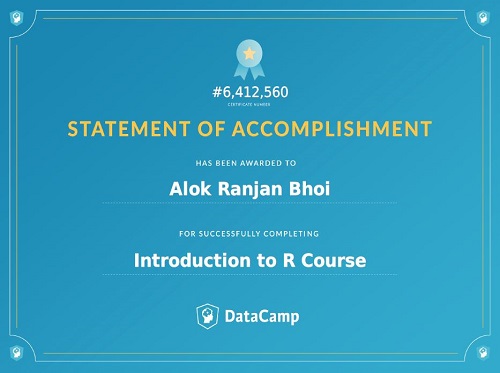 #6,412,560
CERTIFICATE NUMBER
STATEMENT OF ACCOMPLISHMENT
HAS BEEN AWARDED TO
Alok Ranjan Bhoi
FOR SUCCESSFULLY COMPLETING
Introduction to R Course
DataCamp